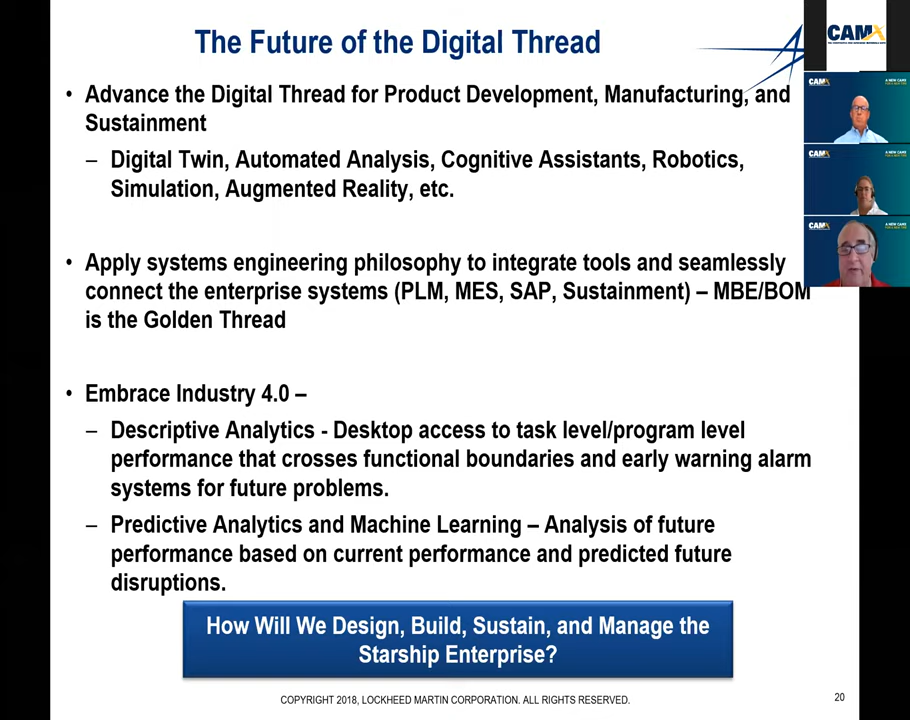 The Future of the Digital Thread
CAMX
• Advance the Digital Thread for Product Development, Manufacturing, and
Sustainment
– Digital Twin, Automated Analysis, Cognitive Assistants, Robotics,
Simulation, Augmented Reality, etc.
• Apply systems engineering philosophy to integrate tools and seamlessly
connect the enterprise systems (PLM, MES, SAP, Sustainment) – MBE/BOM
is the Golden Thread
• Embrace Industry 4.0 –
– Descriptive Analytics - Desktop access to task level/program level
performance that crosses functional boundaries and early warning alarm
systems for future problems.
– Predictive Analytics and Machine Learning – Analysis of future
performance based on current performance and predicted future
disruptions.
How Will We Design, Build, Sustain, and Manage the
Starship Enterprise?
COPYRIGHT 2018, LOCKHEED MARTIN CORPORATION. ALL RIGHTS RESERVED.
20
CAMX
CAMX
CAMX